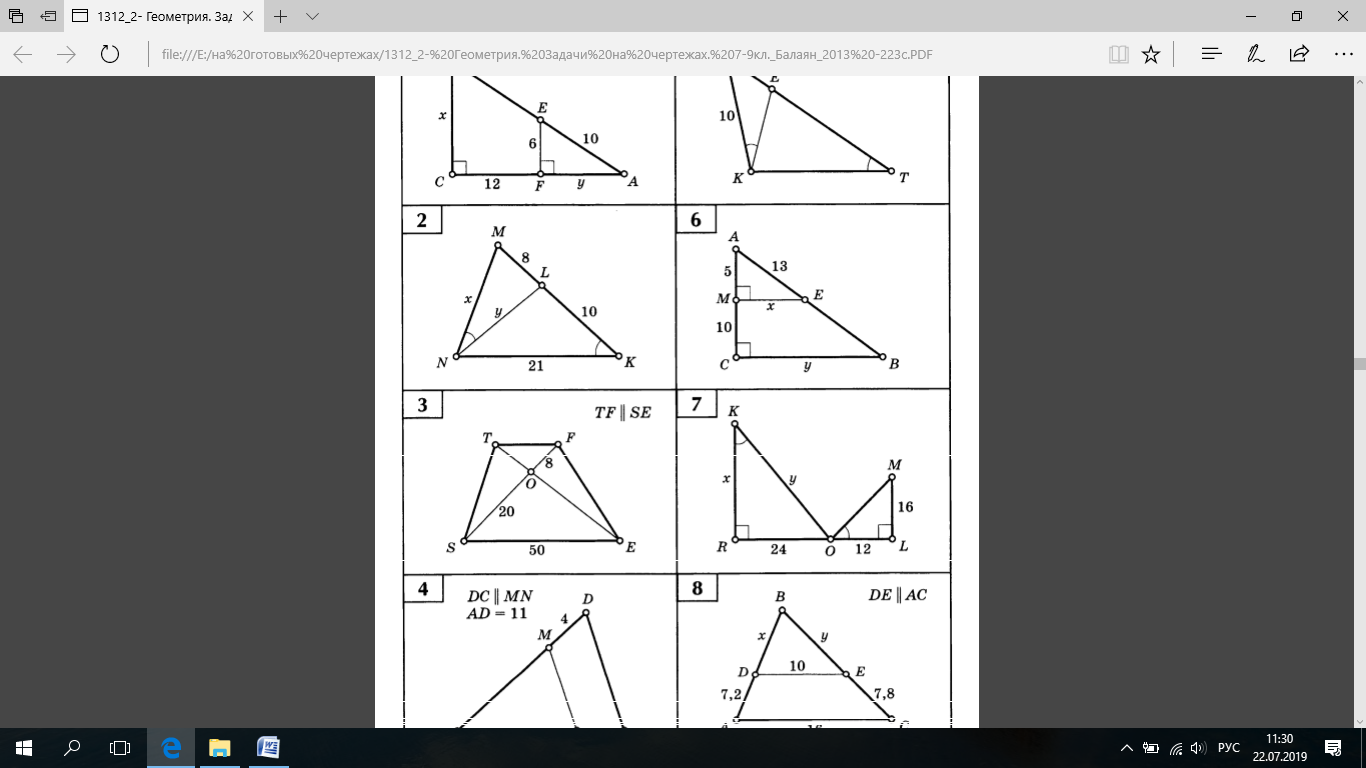 1312_2- Геометрия. Зад
file:///E:/на%20готовых%20чертежах/1312_2-%20Геометрия.%20Задачи%20на%20чертежах.%207-9кл._Балаян_2013%20-223с.PDF
x
E
6
10
C
12
F
y
A
E
10
K
T
2
M
8
L
x
y
10
N
21
K
6
A
5
13
M
x
E
10
C
y
B
3
TF || SE
T
F
8
O
20
S
50
E
7
K
M
x
y
16
R
24
O
12
L
4
DC || MN
AD = 11
D
4
M
8
DE || AC
B
x
y
D
10
E
7,2
7,8
РУС
11:30
22.07.2019